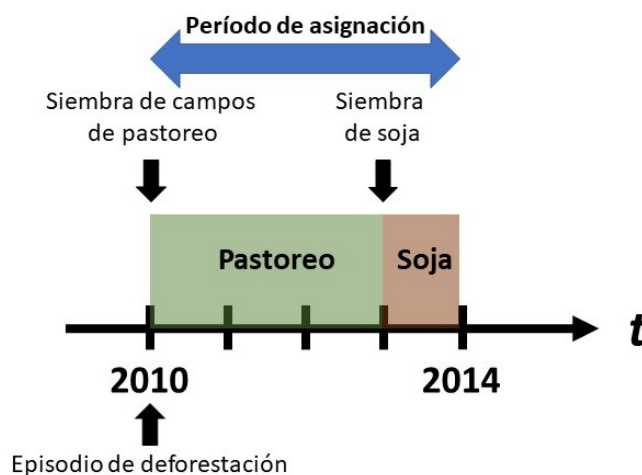 Período de asignación
Siembra de campos
de pastoreo
Siembra
de soja
Pastoreo
Soja
t
2010
2014
Episodio de deforestación